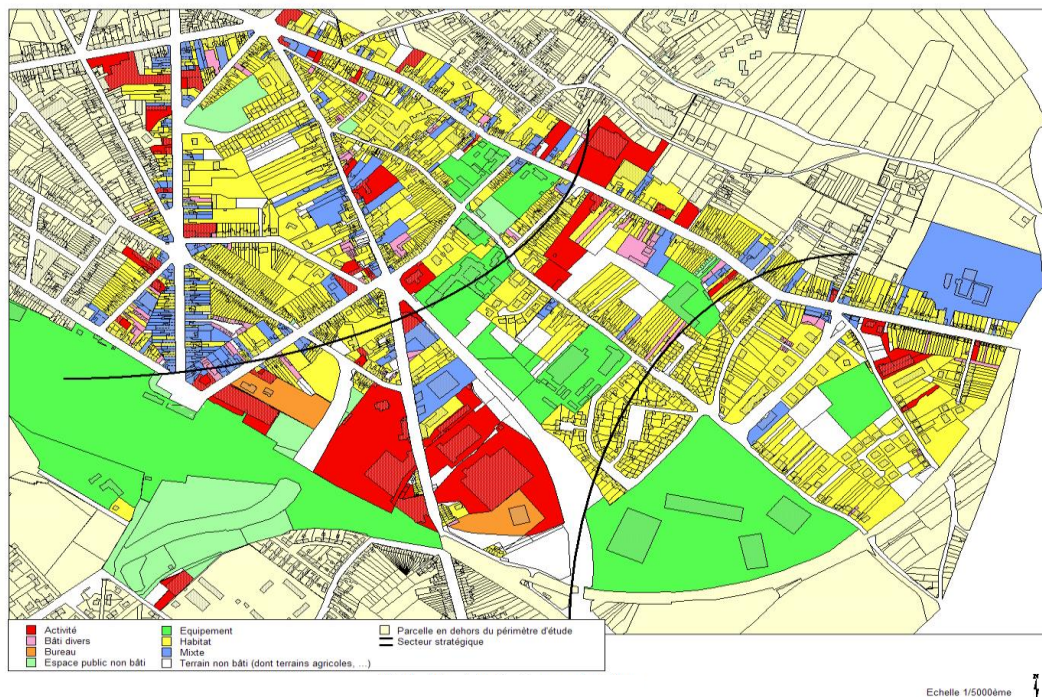 Activité
Bâti divers
Bureau
Espace public non bâti
Equipement
Habitat
Mixte
Terrain non bâti (dont terrains agricoles, ...)
Parcelle en dehors du périmètre d'étude
Secteur stratégique
Echelle 1/5000ème